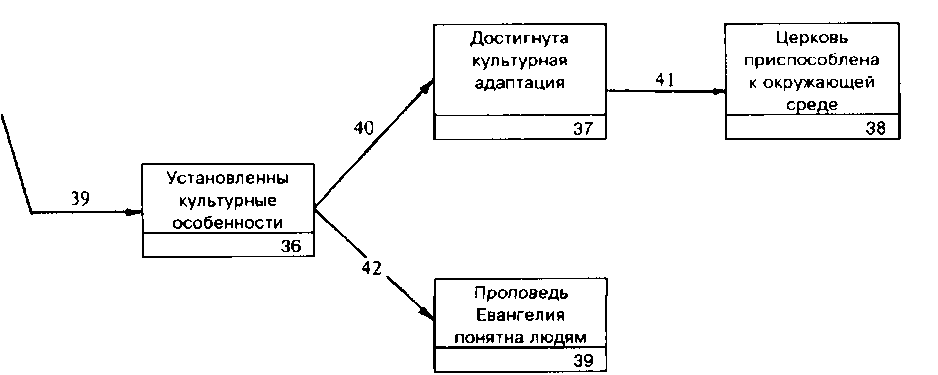 Достигнута
культурная
адаптация
37
41
Церковь
приспособлена
к окружающей
среде
38
40
39
Установленны
культурные
особенности
36
42
Проповедь
Евангелия
понятна людям
39